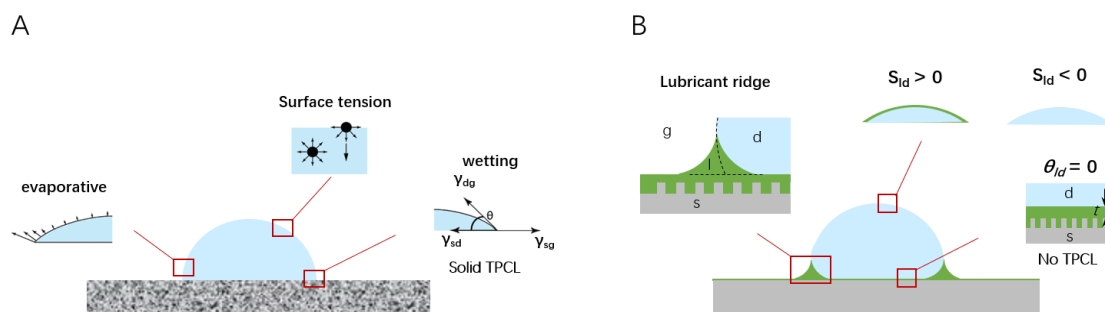 A
Surface tension
evaporative
wetting
γdg
θ
γsd
γsg
Solid TPCL
B
Lubricant ridge
g
d
l
s
Sld > 0
Sld < 0
θld = 0
d
t
s
No TPCL